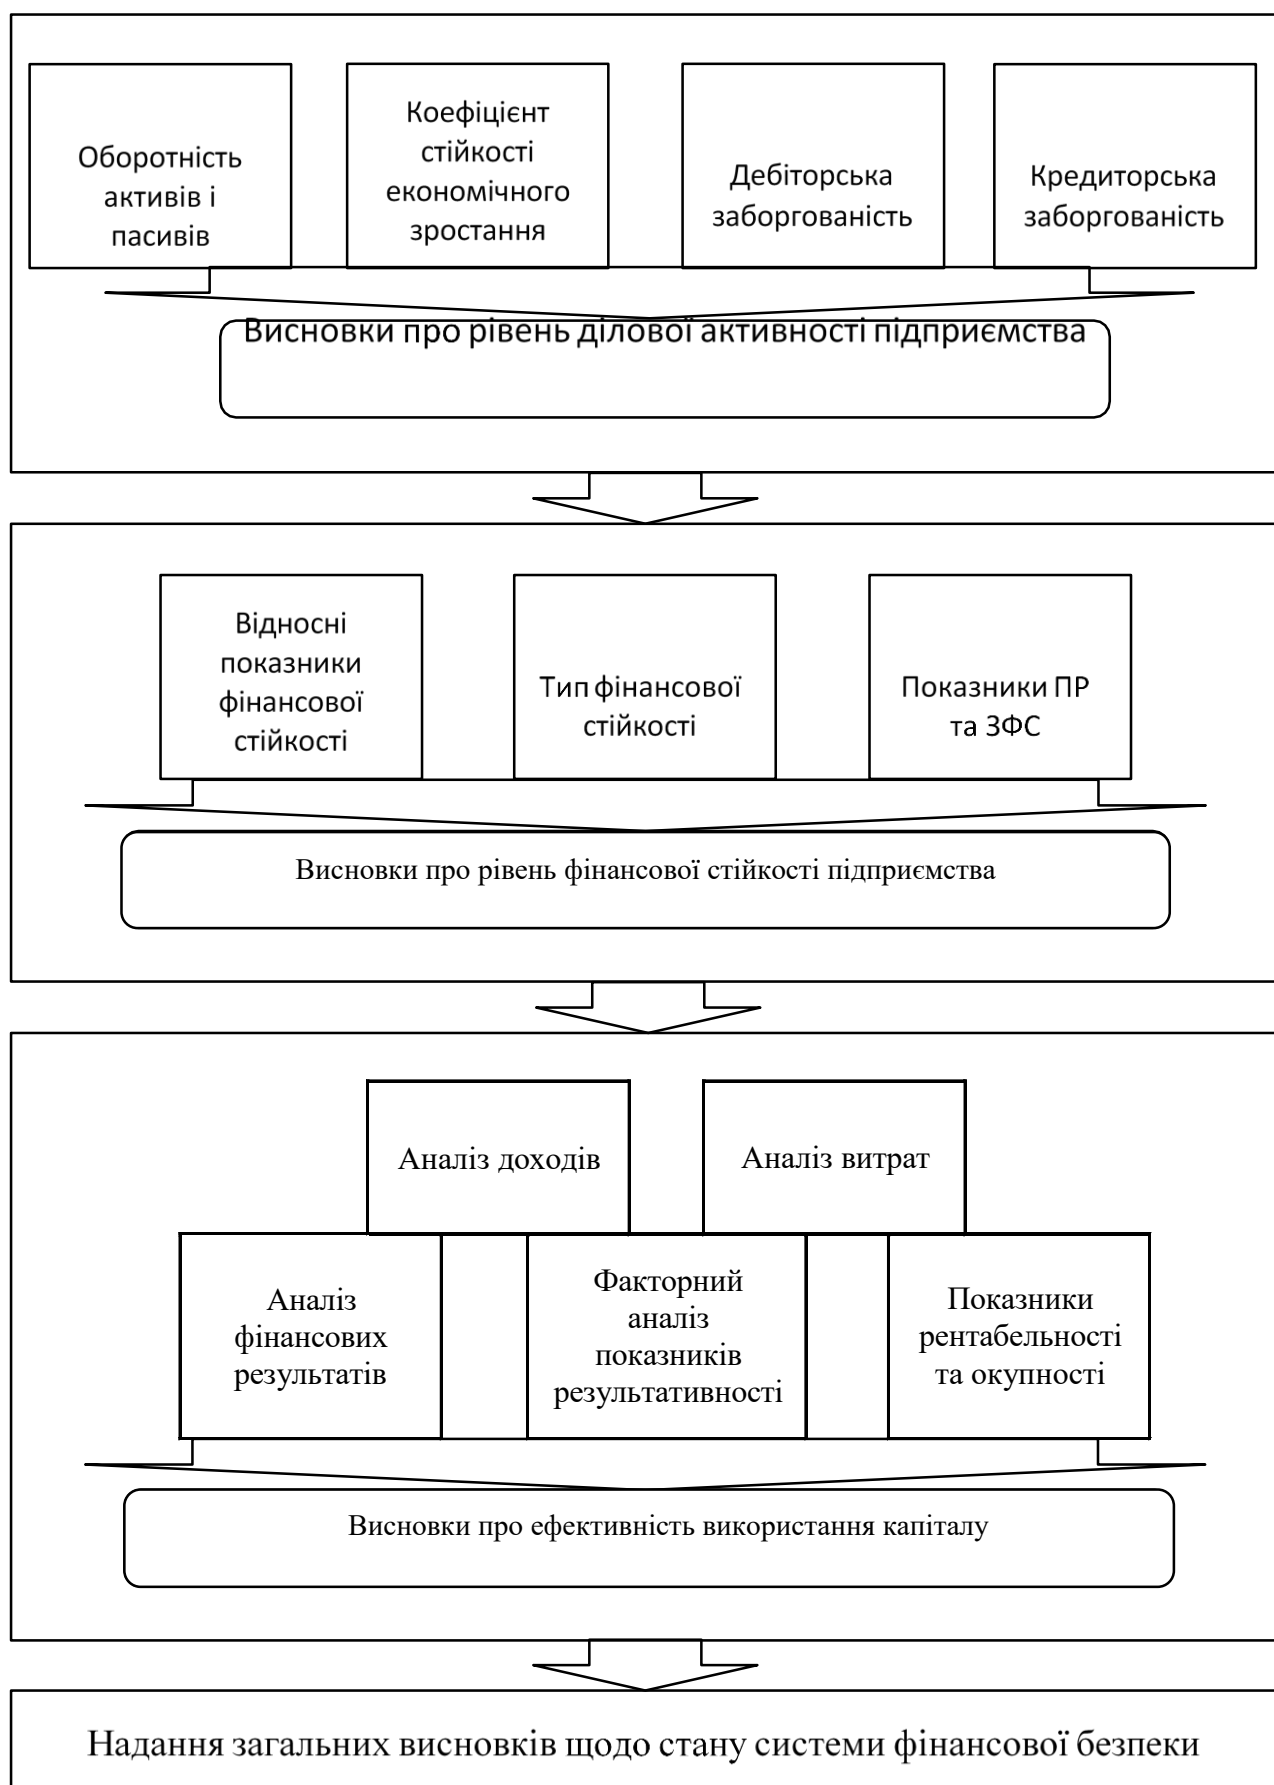 Оборотність
активів і
пасивів
Коефіцієнт
стійкості
економічного
зростання
Дебіторська
заборгованість
Кредиторська
заборгованість
Висновки про рівень ділової активності підприємства
Відносні
показники
фінансової
стійкості
Тип фінансової
стійкості
Показники ПР
та ЗФС
Висновки про рівень фінансової стійкості підприємства
Аналіз доходів
Аналіз витрат
Аналіз
фінансових
результатів
Факторний
аналіз
показників
результативності
Показники
рентабельності
та окупності
Висновки про ефективність використання капіталу
Надання загальних висновків щодо стану системи фінансової безпеки